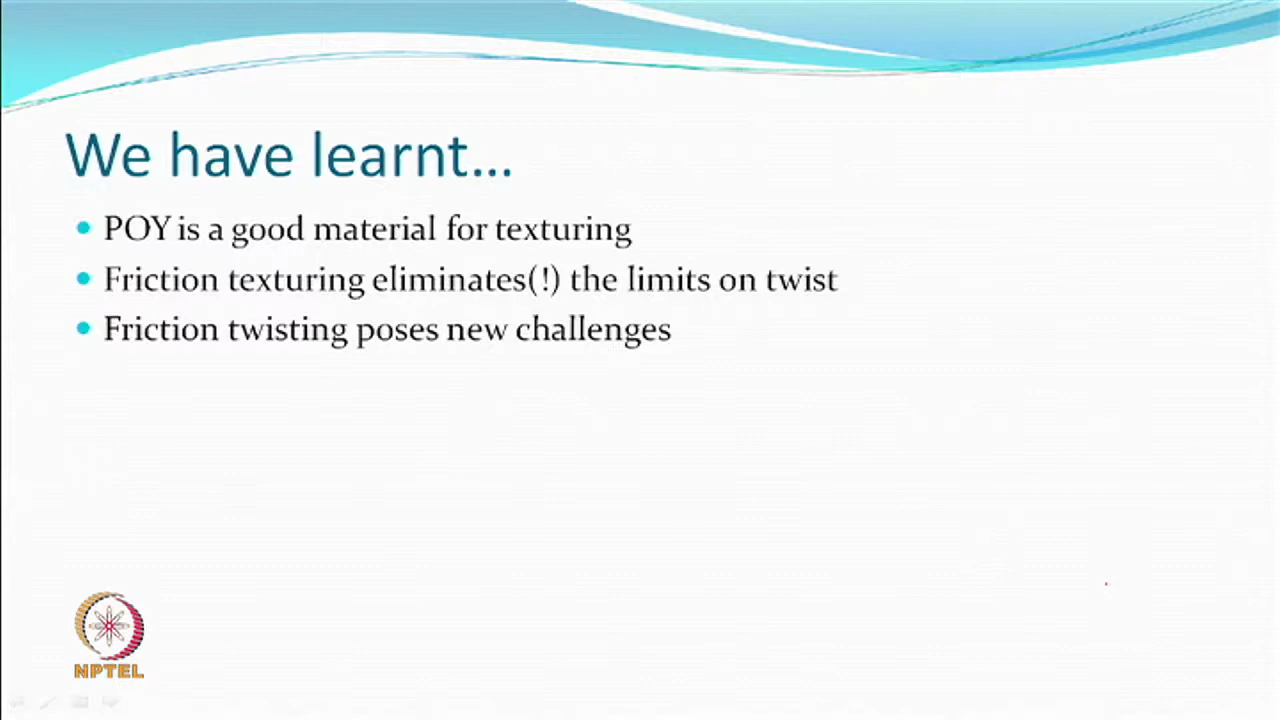 We have learnt...
POY is a good material for texturing
Friction texturing eliminates(!) the limits on twist
Friction twisting poses new challenges
NPTEL